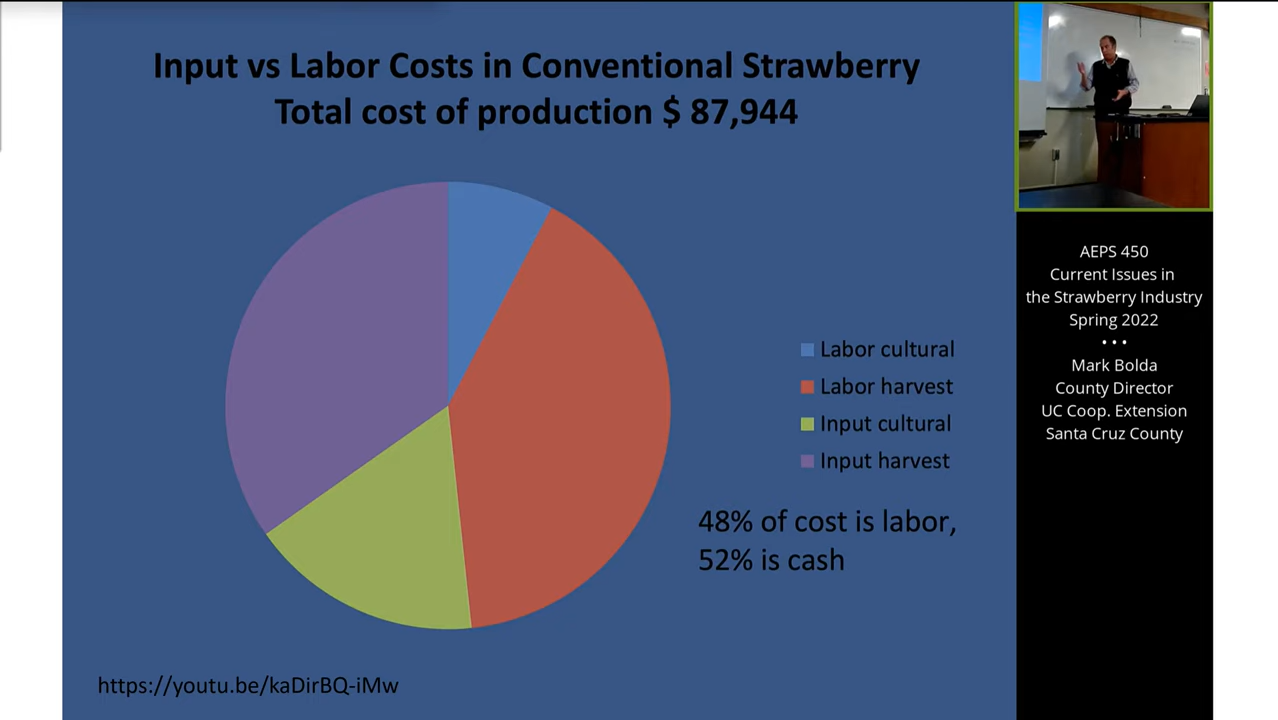 Input vs Labor Costs in Conventional Strawberry
Total cost of production $ 87,944
Labor cultural
Labor harvest
Input cultural
Input harvest
48% of cost is labor,
52% is cash
https://youtu.be/kaDirBQ-iMw
AEPS 450
Current Issues in
the Strawberry Industry
Spring 2022
• • •
Mark Bolda
County Director
UC Coop. Extension
Santa Cruz County